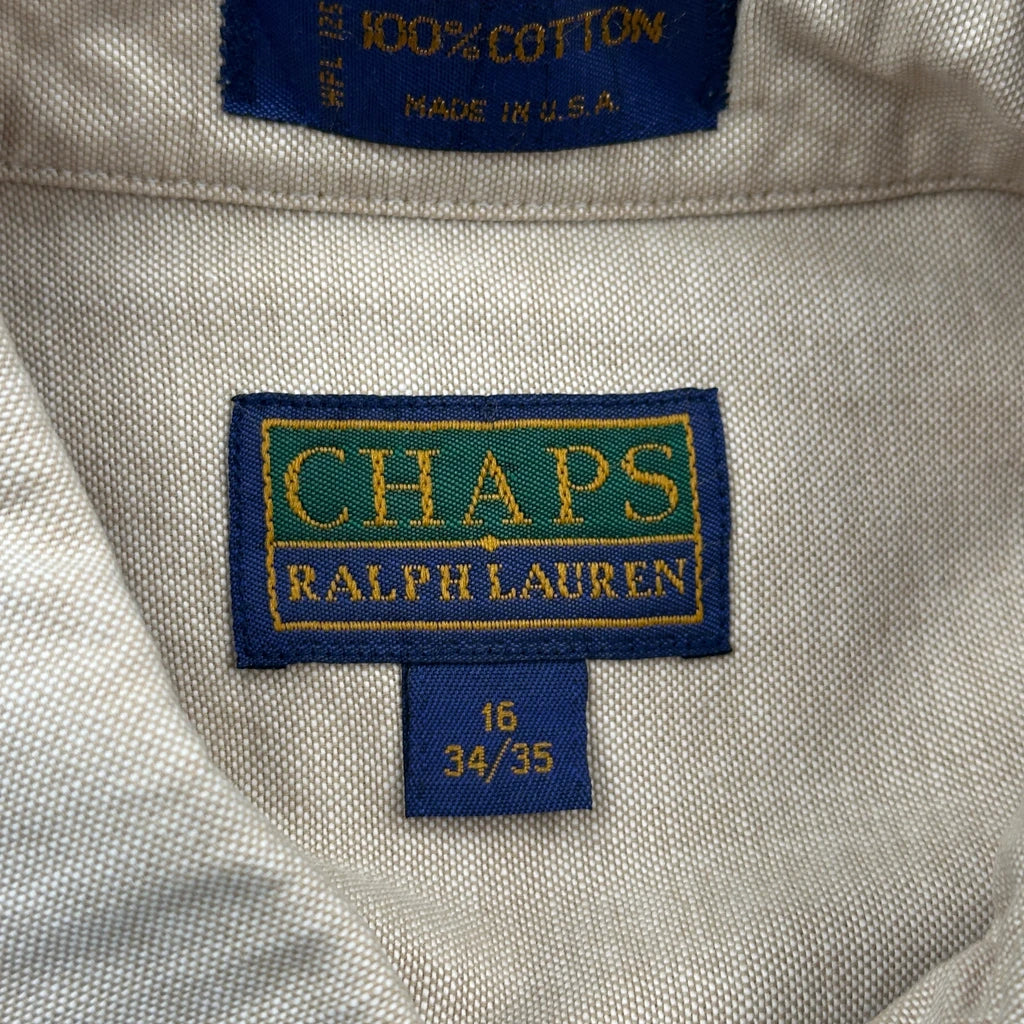 100% COTTON
MADE IN U.S.A.
CHAPS
RALPH LAUREN
16
34/35